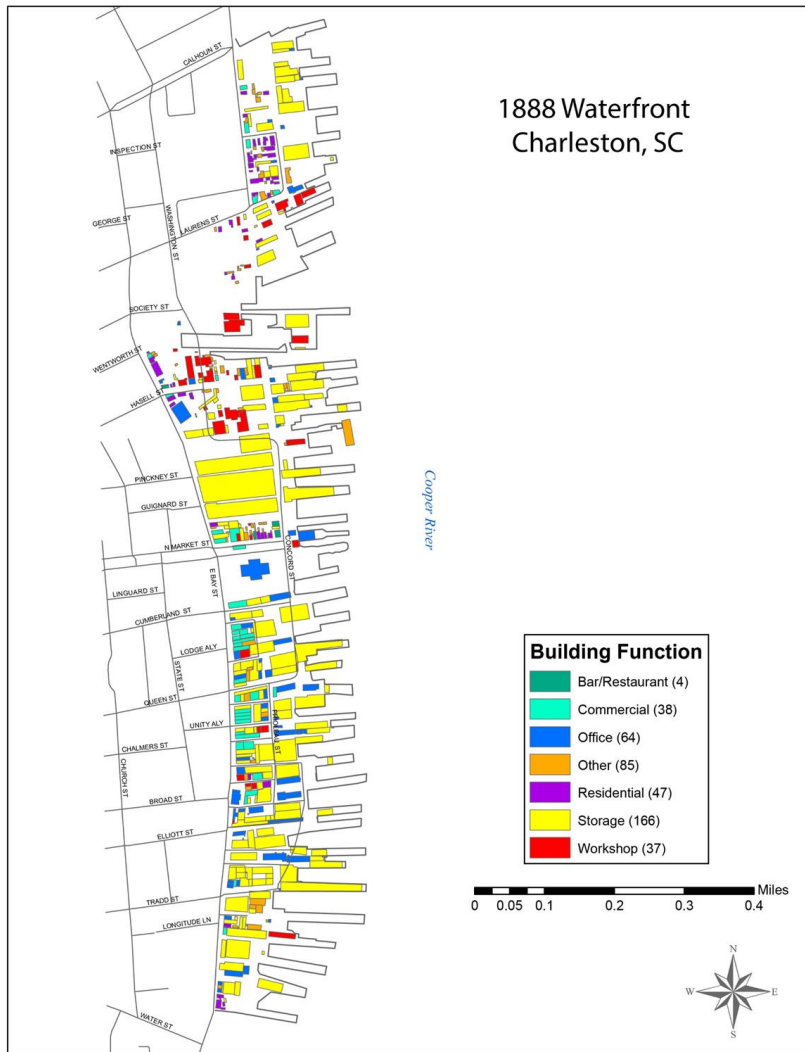 1888 Waterfront
Charleston, SC
CALHOUN ST
INSPECTION ST
WASHINGTON ST
GEORGE ST
LAURENS ST
SOCIETY ST
WENTWORTH ST
HASELL ST
PINCKNEY ST
GUIGNARD ST
N MARKET ST
CONCORD ST
E BAY ST
LINGUARD ST
CUMBERLAND ST
LODGE ALY
STATE ST
QUEEN ST
UNITY ALY
PRIOLEAU ST
CHALMERS ST
CHURCH ST
BROAD ST
ELLIOTT ST
TRADD ST
LONGITUDE LN
WATER ST
Cooper River
Building Function
Bar/Restaurant (4)
Commercial (38)
Office (64)
Other (85)
Residential (47)
Storage (166)
Workshop (37)
Miles
0 0.05 0.1 0.2 0.3 0.4
N
W E
S